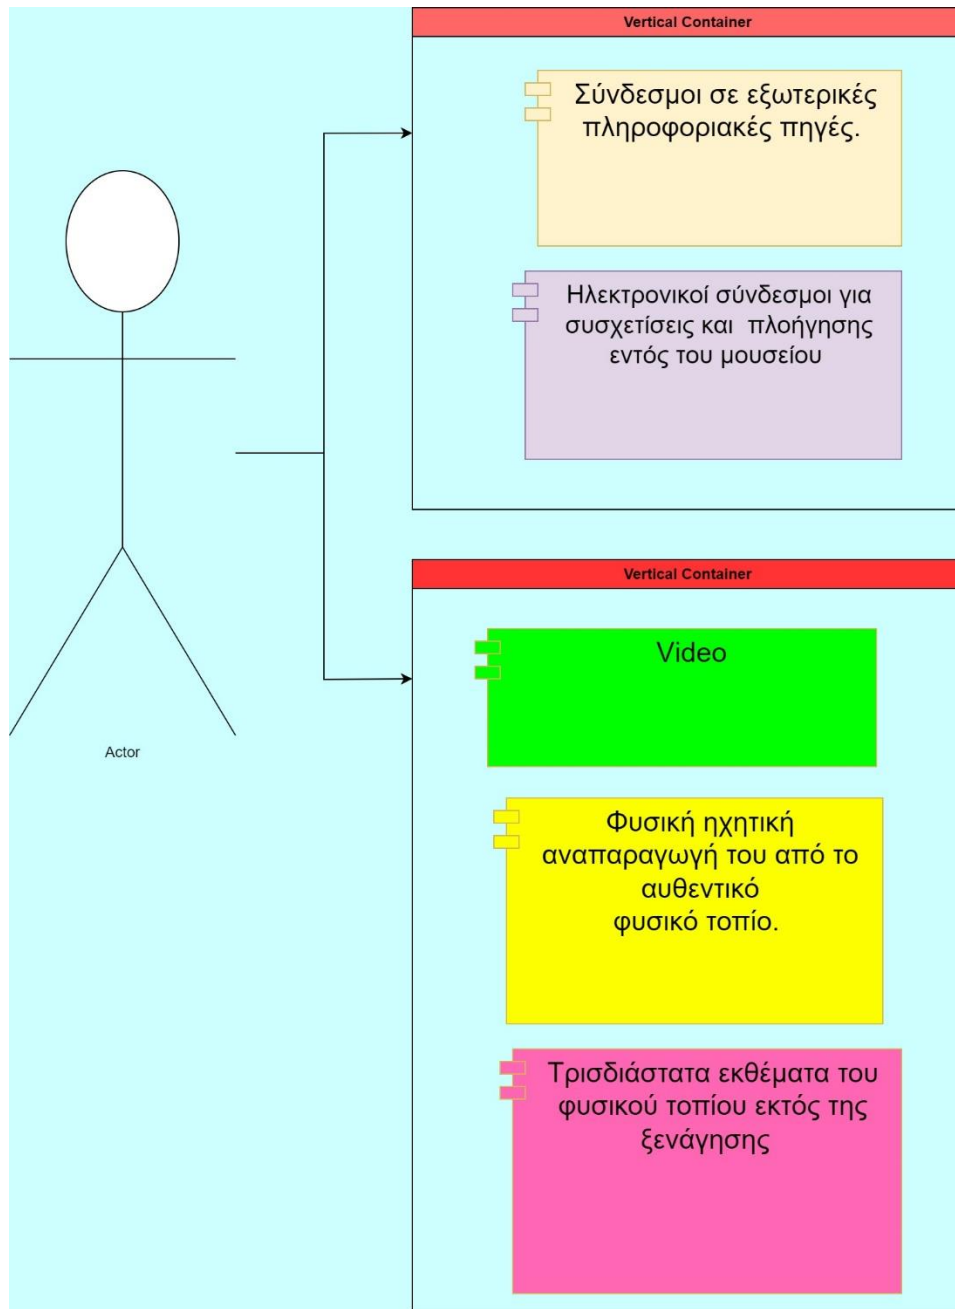 Vertical Container
Σύνδεσμοι σε εξωτερικές
πληροφοριακές πηγές.
Ηλεκτρονικοί σύνδεσμοι για
συσχετίσεις και  πλοήγησης
εντός του μουσείου
Actor
Vertical Container
Video
Φυσική ηχητική
αναπαραγωγή του από το
αυθεντικό
φυσικό τοπίο.
Τρισδιάστατα εκθέματα του
φυσικού τοπίου εκτός της
ξενάγησης